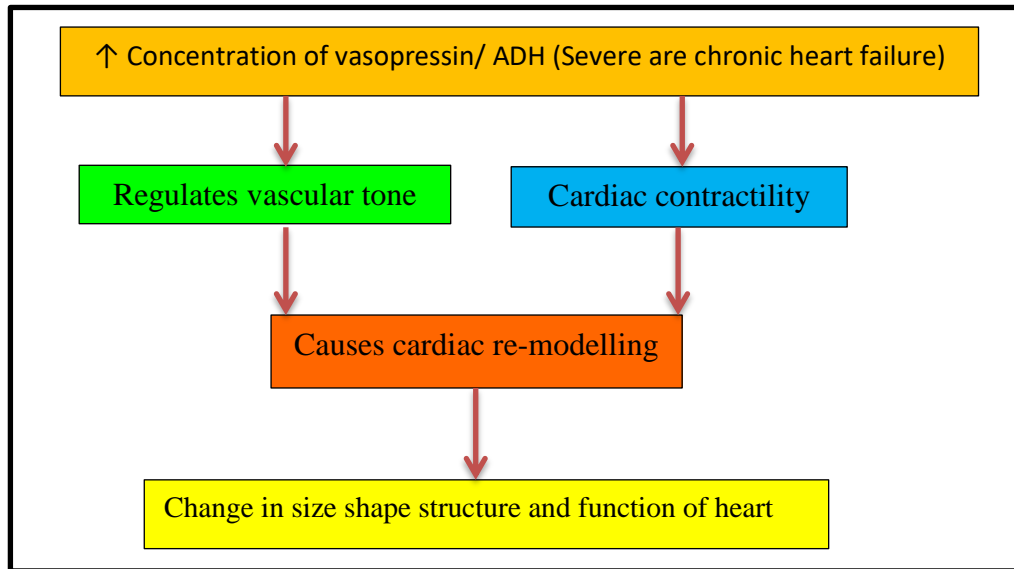 ↑ Concentration of vasopressin/ ADH (Severe are chronic heart failure)
Regulates vascular tone
Cardiac contractility
Causes cardiac re-modelling
Change in size shape structure and function of heart